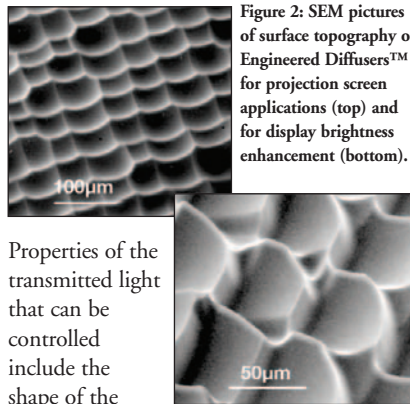 Figure 2: SEM pictures
of surface topography o
Engineered Diffusers™
for projection screen
applications (top) and
for display brightness
enhancement (bottom).
100µm
Properties of the
transmitted light
that can be
controlled
include the
shape of the
50µm